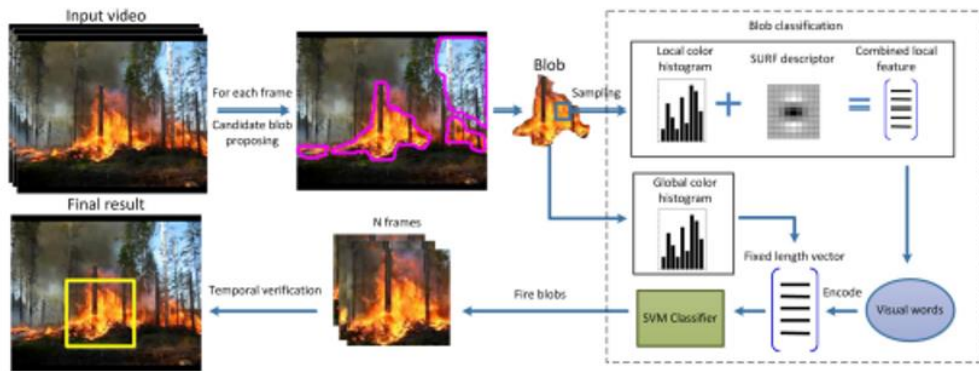 Input video
For each frame
Candidate blob
proposing
Blob
Sampling
Blob classification
Local color
histogram
SURF descriptor
Combined local
feature
+
=
Global color
histogram
Fixed length vector
Encode
Visual words
SVM Classifier
Fire blobs
N frames
Temporal verification
Final result